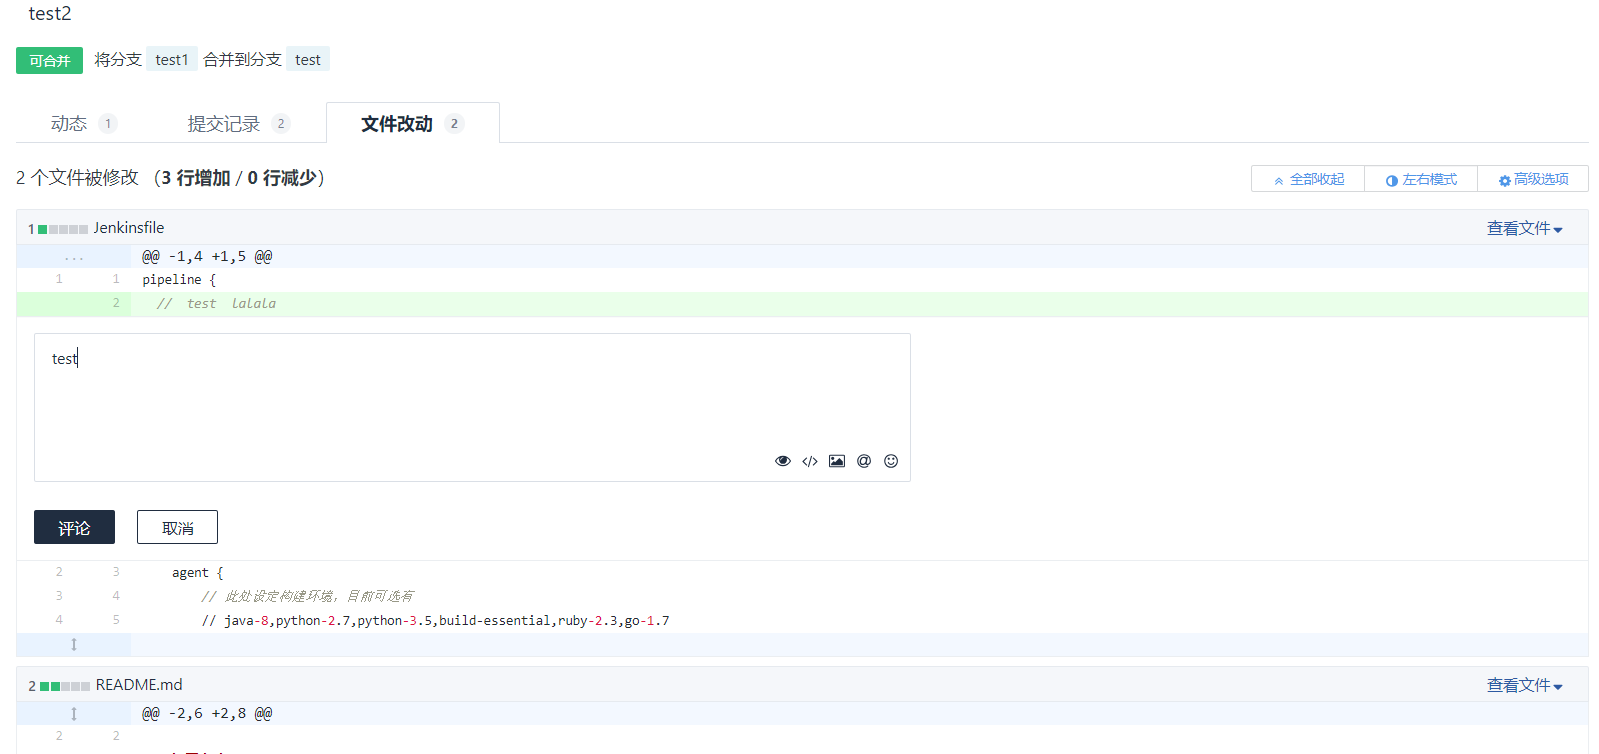 test2
可合并 将分支 test1 合并到分支 test
动态 1 提交记录 2 文件改动 2
2 个文件被修改 （3 行增加 / 0 行减少） 全部收起 左右模式 高级选项
1 Jenkinsfile 查看文件
... @@ -1,4 +1,5 @@
1 1 pipeline {
2 // test lalala
test
</> @
评论 取消
2 3 agent {
3 4 // 此处设定构建环境，目前可选有
4 5 // java-8,python-2.7,python-3.5,build-essential,ruby-2.3,go-1.7
2 README.md 查看文件
@@ -2,6 +2,8 @@
2 2